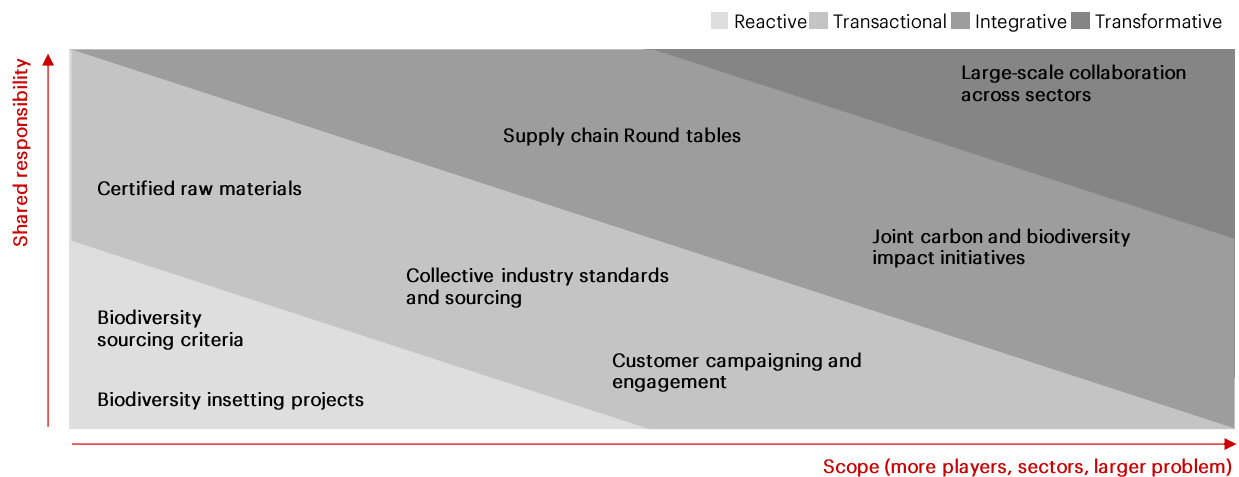 Reactive Transactional Integrative Transformative
Shared responsibility
Large-scale collaboration
across sectors
Supply chain Round tables
Certified raw materials
Joint carbon and biodiversity
impact initiatives
Collective industry standards
and sourcing
Biodiversity
sourcing criteria
Customer campaigning and
engagement
Biodiversity insetting projects
Scope (more players, sectors, larger problem)